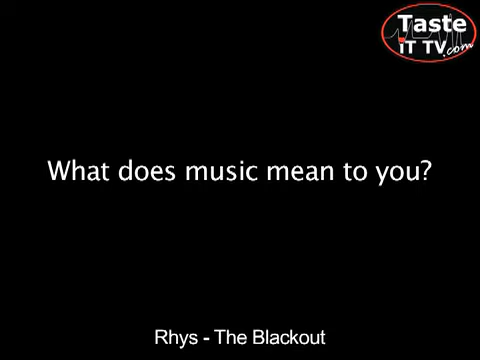 Taste
iT TV.com
What does music mean to you?
Rhys - The Blackout